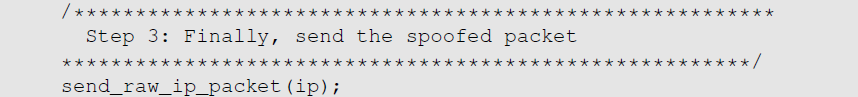 /*********************************************************
Step 3: Finally, send the spoofed packet
********************************************************/
send_raw_ip_packet(ip);